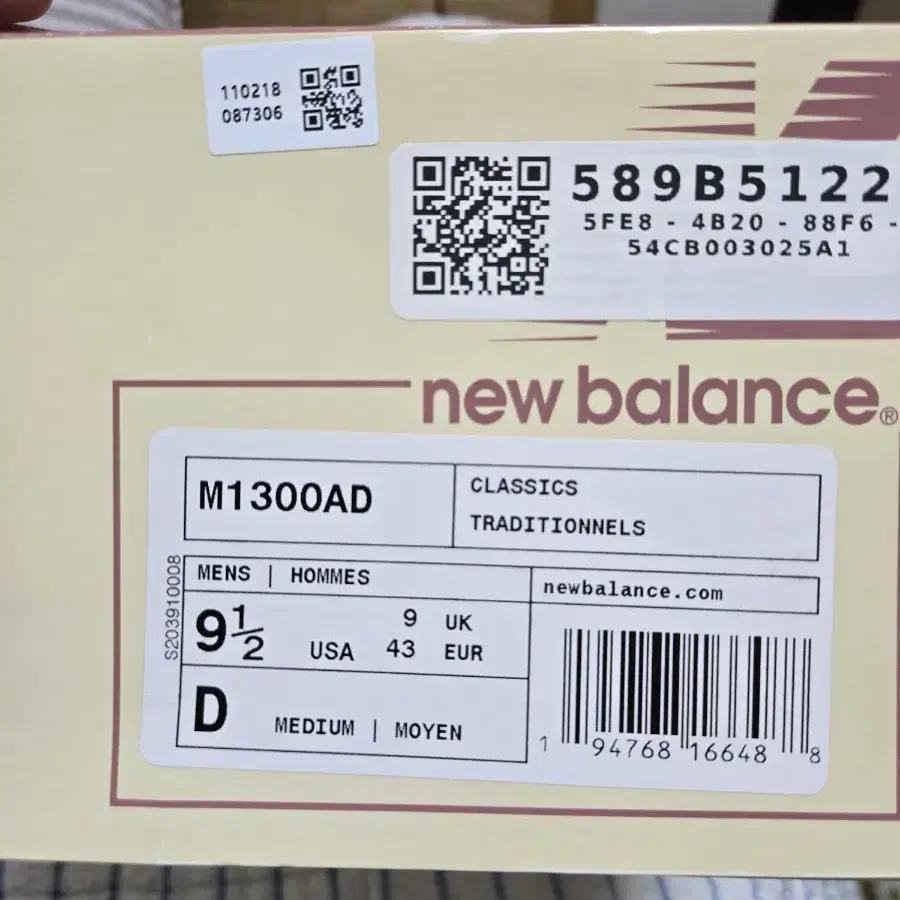 110218
087306
589B5122
5FE8 - 4B20 - 88F6 -
54CB003025A1
new balance®
M1300AD
CLASSICS
TRADITIONNELS
S203910008
MENS | HOMMES
newbalance.com
9½ USA
9 UK
43 EUR
D MEDIUM | MOYEN
1 94768 16648 8